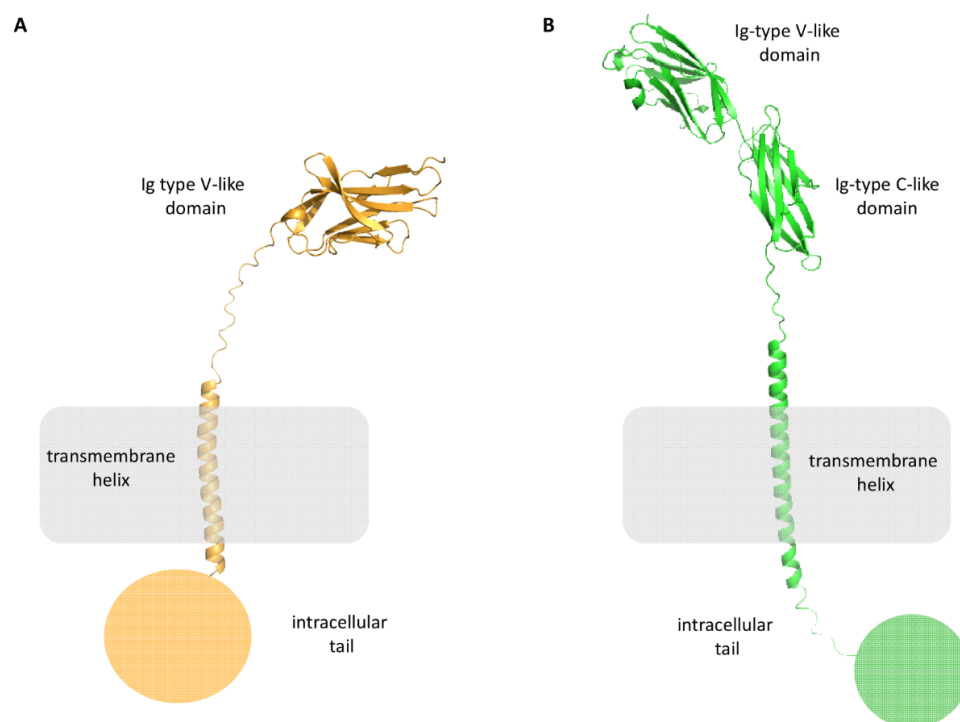 A
Ig type V-like
domain
transmembrane
helix
intracellular
tail
B
Ig-type V-like
domain
Ig-type C-like
domain
transmembrane
helix
intracellular
tail